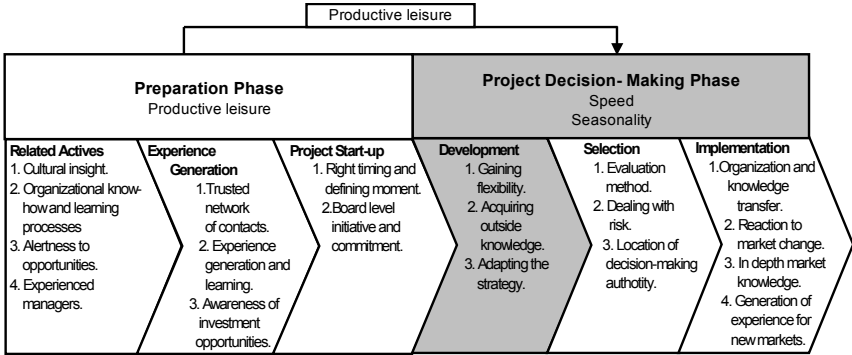 Productive leisure
Preparation Phase
Productive leisure
Project Decision- Making Phase
Speed
Seasonality
Related Actives
1. Cultural insight.
2. Organizational know-
how and learning
processes
3. Alertness to
opportunities.
4. Experienced
managers.
Experience
Generation
1.Trusted
network
of contacts.
2. Experience
generation and
learning.
3. Awareness of
investment
opportunities.
Project Start-up
1. Right timing and
defining moment.
2.Board level
initiative and
commitment.
Development
1. Gaining
flexibility.
2. Acquiring
outside
knowledge.
3. Adapting the
strategy.
Selection
1. Evaluation
method.
2. Dealing with
risk.
3. Location of
decision-making
authotity.
Implementation
1.Organization and
knowledge
transfer.
2. Reaction to
market change.
3. In depth market
knowledge.
4. Generation of
experience for
new markets.